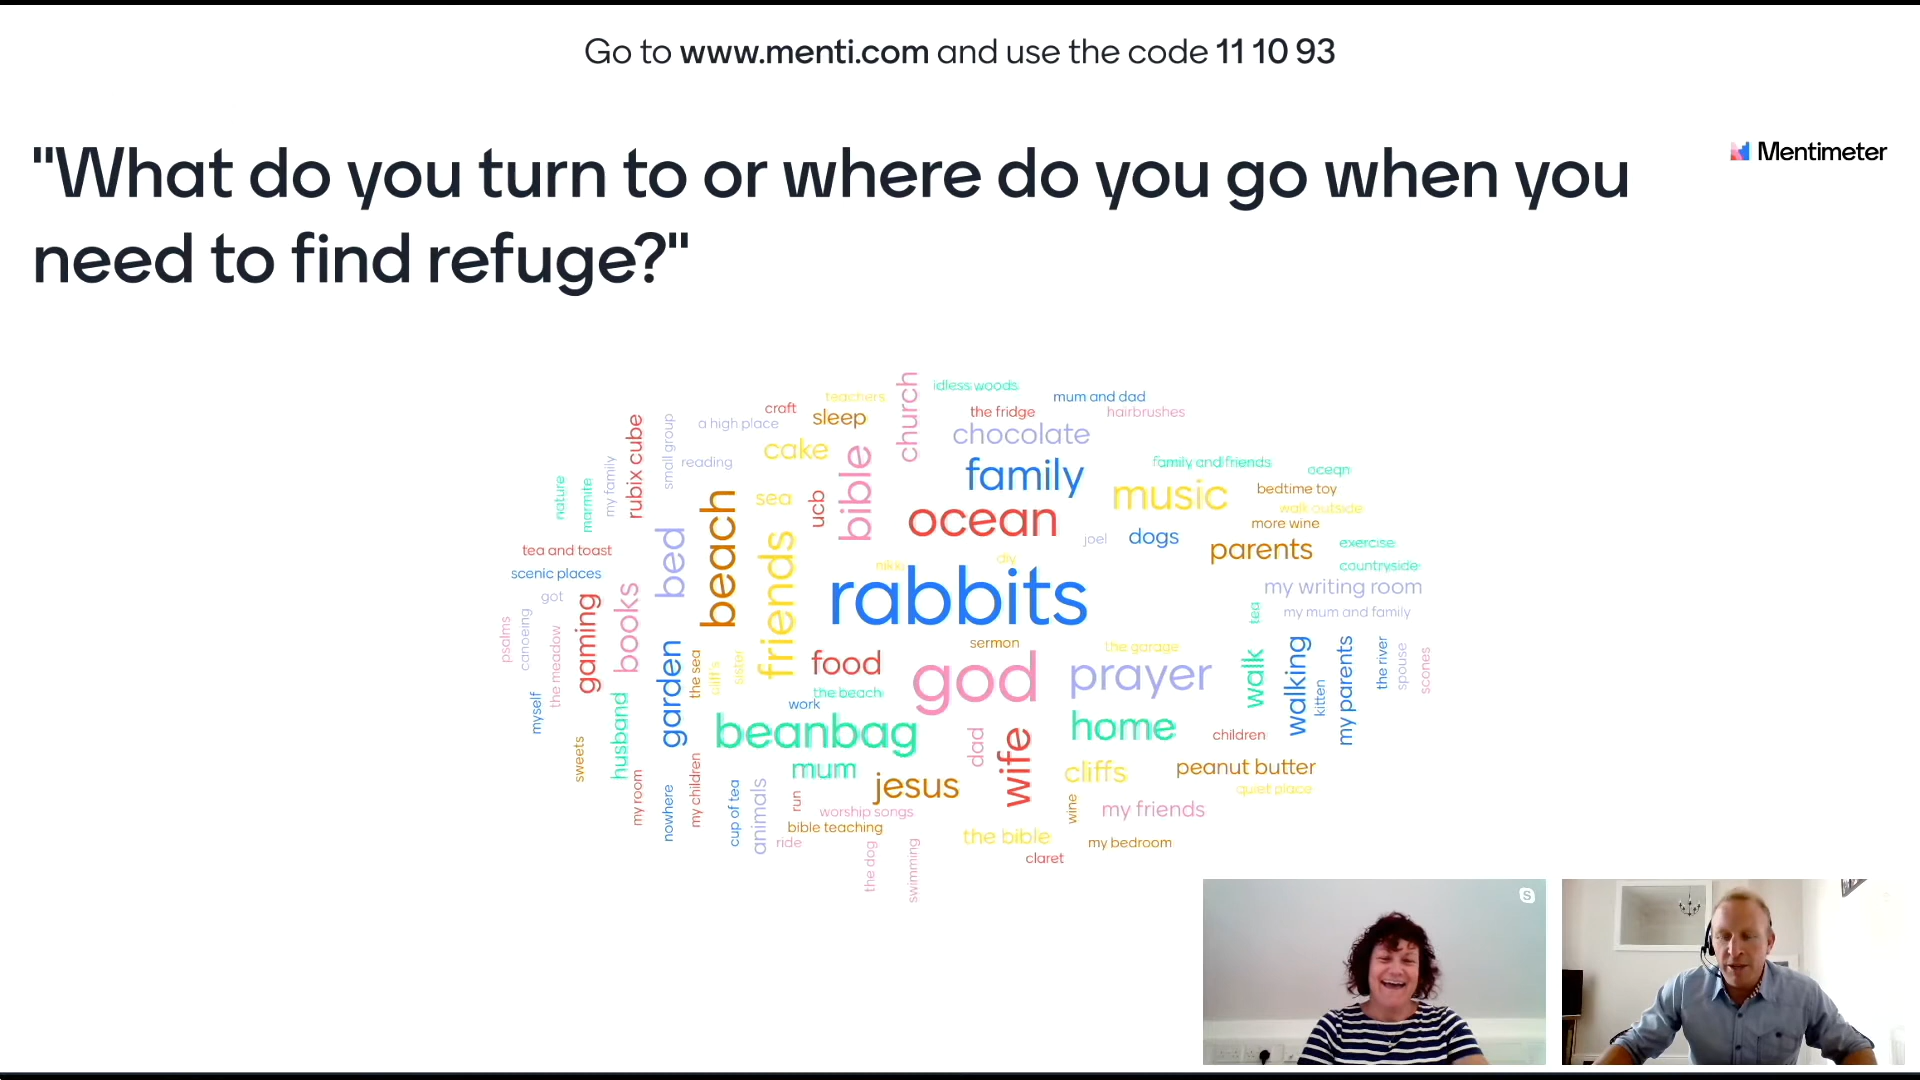 Go to www.menti.com and use the code 11 10 93
"What do you turn to or where do you go when you
need to find refuge?"
Mentimeter
church
idless woods
teachers
mum and dad
craft
sleep
the fridge
hairbrushes
rubix cube
small group
a high place
cake
bible
chocolate
my family
reading
family
family and friends
oceqn
nature
marmite
beach
sea
ucb
music
bedtime toy
walk outside
ocean
more wine
bed
friends
joel
dogs
parents
exercise
tea and toast
nikki
diy
countryside
scenic places
rabbits
my writing room
got
gaming
books
tea
my mum and family
psalms
canoeing
the meadow
garden
the sea
cliff's
sister
food
sermon
god
the garage
prayer
walk
walking
kitten
my parents
the river
spouse
scones
myself
husband
the beach
work
beanbag
home
children
sweets
dad
wife
mum
cliffs
peanut butter
my room
nowhere
my children
cup of tea
animals
run
jesus
quiet place
wine
worship songs
my friends
bible teaching
ride
the bible
my bedroom
the dog
swimming
claret